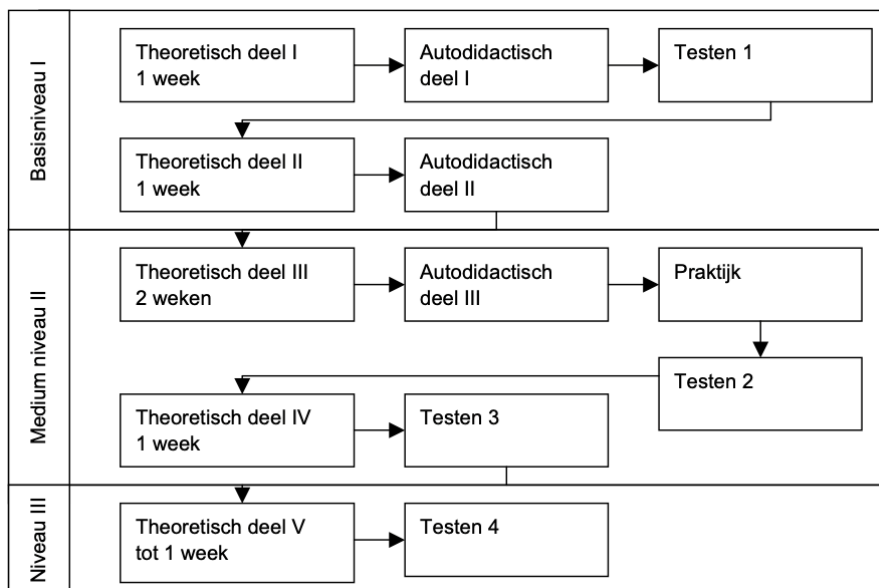 Basisniveau I
Theoretisch deel I
1 week
Autodidactisch
deel I
Testen 1
Theoretisch deel II
1 week
Autodidactisch
deel II
Medium niveau II
Theoretisch deel III
2 weken
Autodidactisch
deel III
Praktijk
Testen 2
Theoretisch deel IV
1 week
Testen 3
Niveau III
Theoretisch deel V
tot 1 week
Testen 4